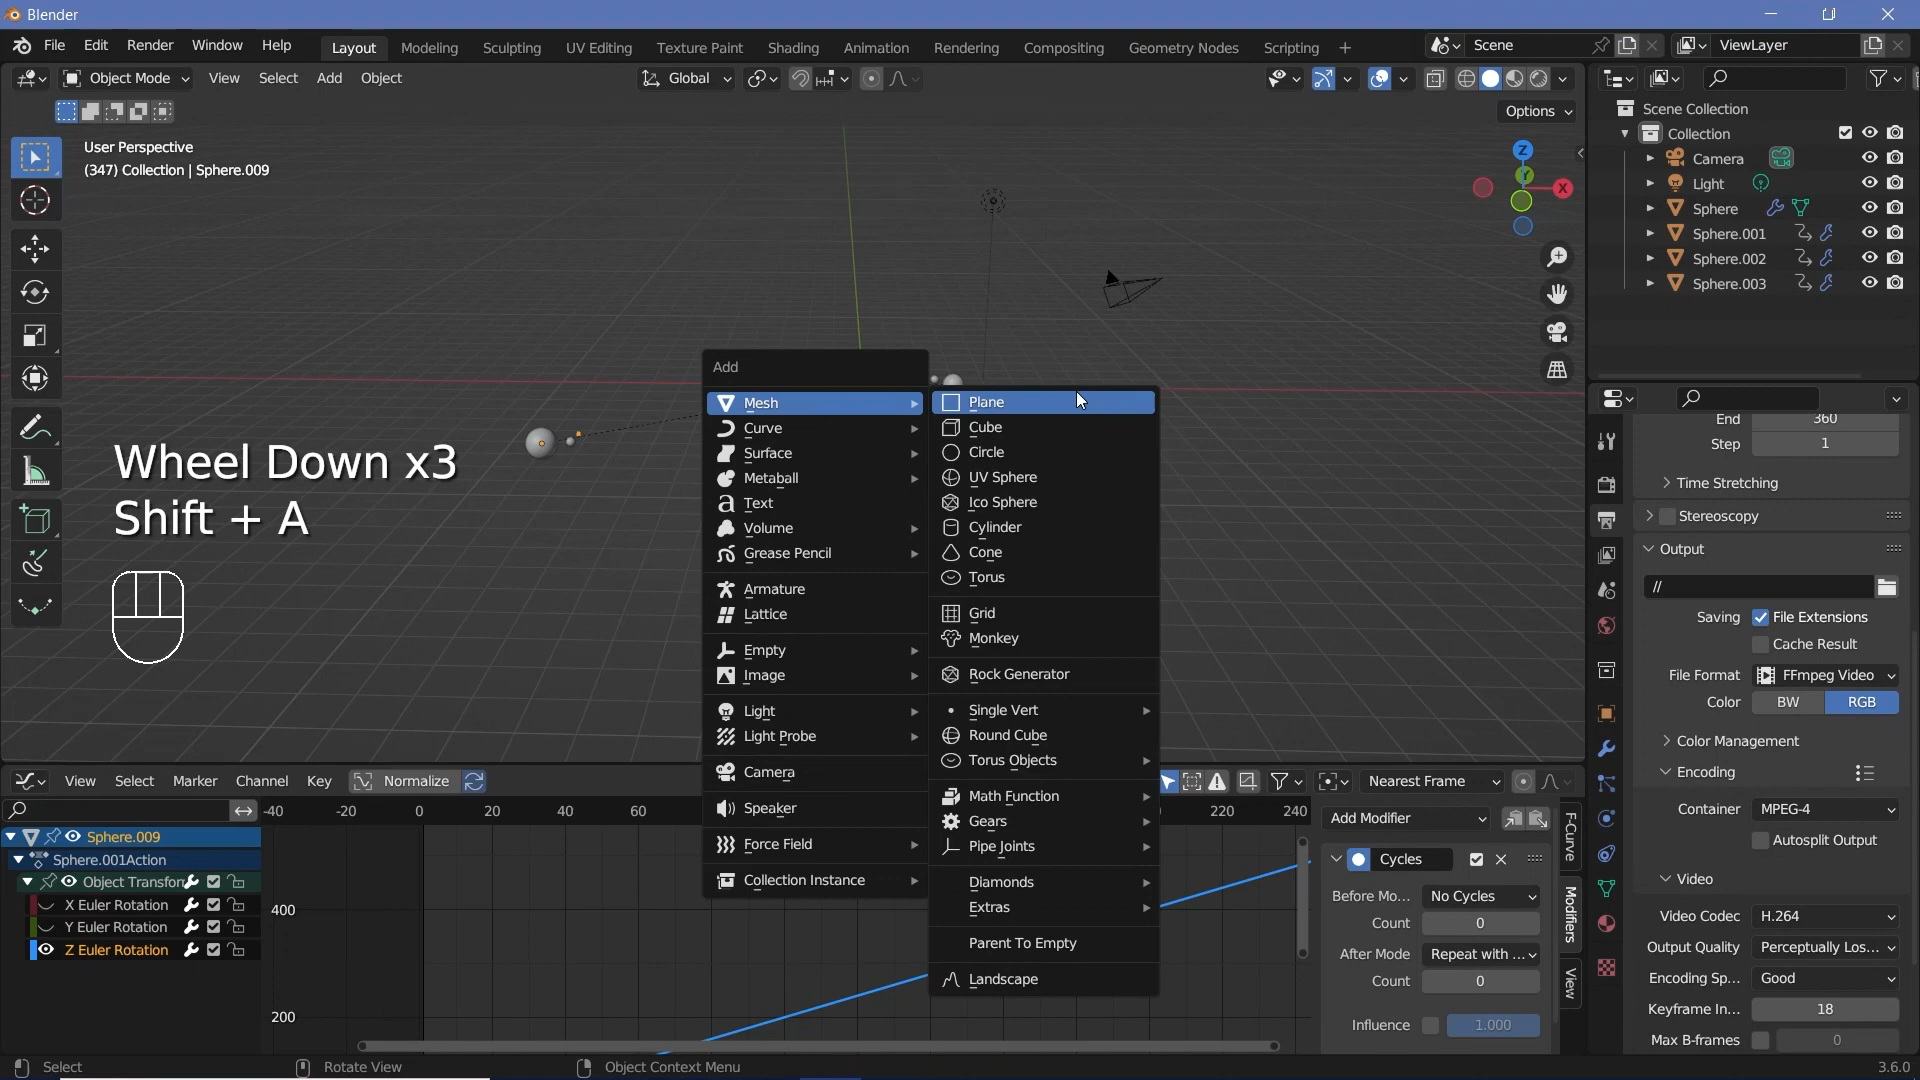 Blender
File Edit Render Window Help Layout Modeling Sculpting UV Editing Texture Paint Shading Animation Rendering Compositing Geometry Nodes Scripting + Scene ViewLayer
Object Mode View Select Add Object Global
Options
User Perspective
(347) Collection | Sphere.009
Z
Y
X
Scene Collection
Collection
Camera
Light
Sphere
Sphere.001
Sphere.002
Sphere.003
Wheel Down x3
Shift + A
Add
Mesh
Curve
Surface
Metaball
Text
Volume
Grease Pencil
Armature
Lattice
Empty
Image
Light
Light Probe
Camera
Speaker
Force Field
Collection Instance
Plane
Cube
Circle
UV Sphere
Ico Sphere
Cylinder
Cone
Torus
Grid
Monkey
Rock Generator
Single Vert
Round Cube
Torus Objects
Math Function
Gears
Pipe Joints
Diamonds
Extras
Parent To Empty
Landscape
End 360
Step 1
Time Stretching
Stereoscopy
Output
//
Saving File Extensions
Cache Result
File Format FFmpeg Video
Color BW RGB
Color Management
Encoding
Container MPEG-4
Autosplit Output
Video
Video Codec H.264
Output Quality Perceptually Los...
Encoding Sp... Good
Keyframe In... 18
Max B-frames 0
View Select Marker Channel Key Normalize Nearest Frame
-40 -20 0 20 40 60 220 240
Sphere.009
Sphere.001Action
Object Transfor
X Euler Rotation
Y Euler Rotation
Z Euler Rotation
400
200
Add Modifier
Cycles
Before Mo... No Cycles
Count 0
After Mode Repeat with ...
Count 0
Influence 1.000
F-Curve
Modifiers
View
Select Rotate View Object Context Menu 3.6.0